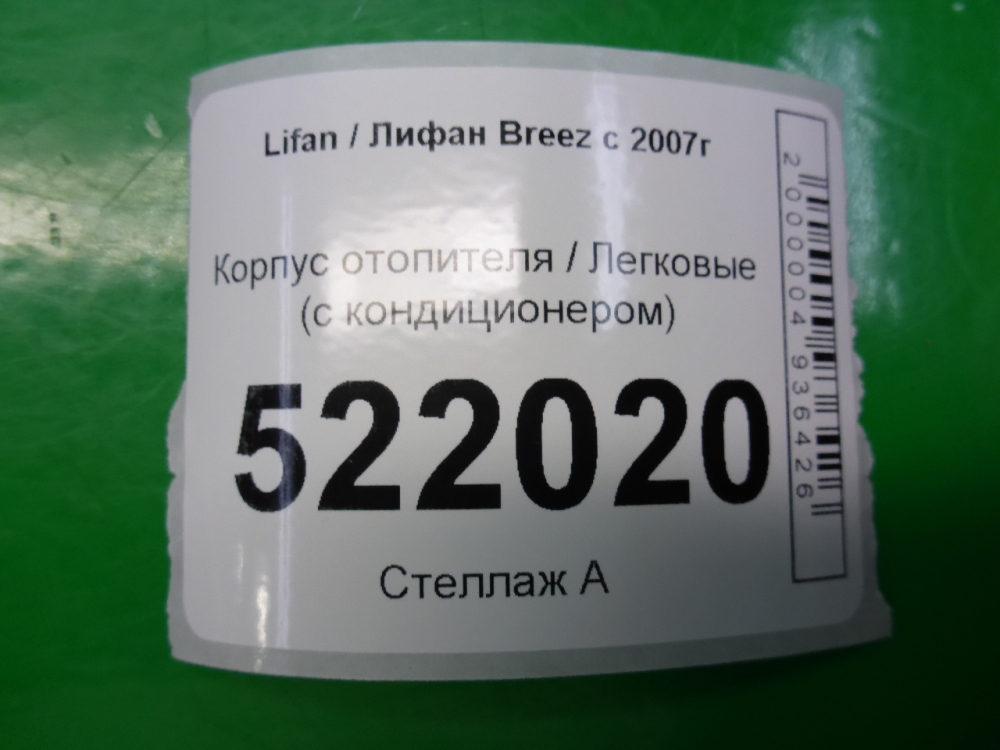 Lifan / Лифан Breez с 2007г
Корпус отопителя / Легковые
(с кондиционером)
522020
Стеллаж А
2000004936426